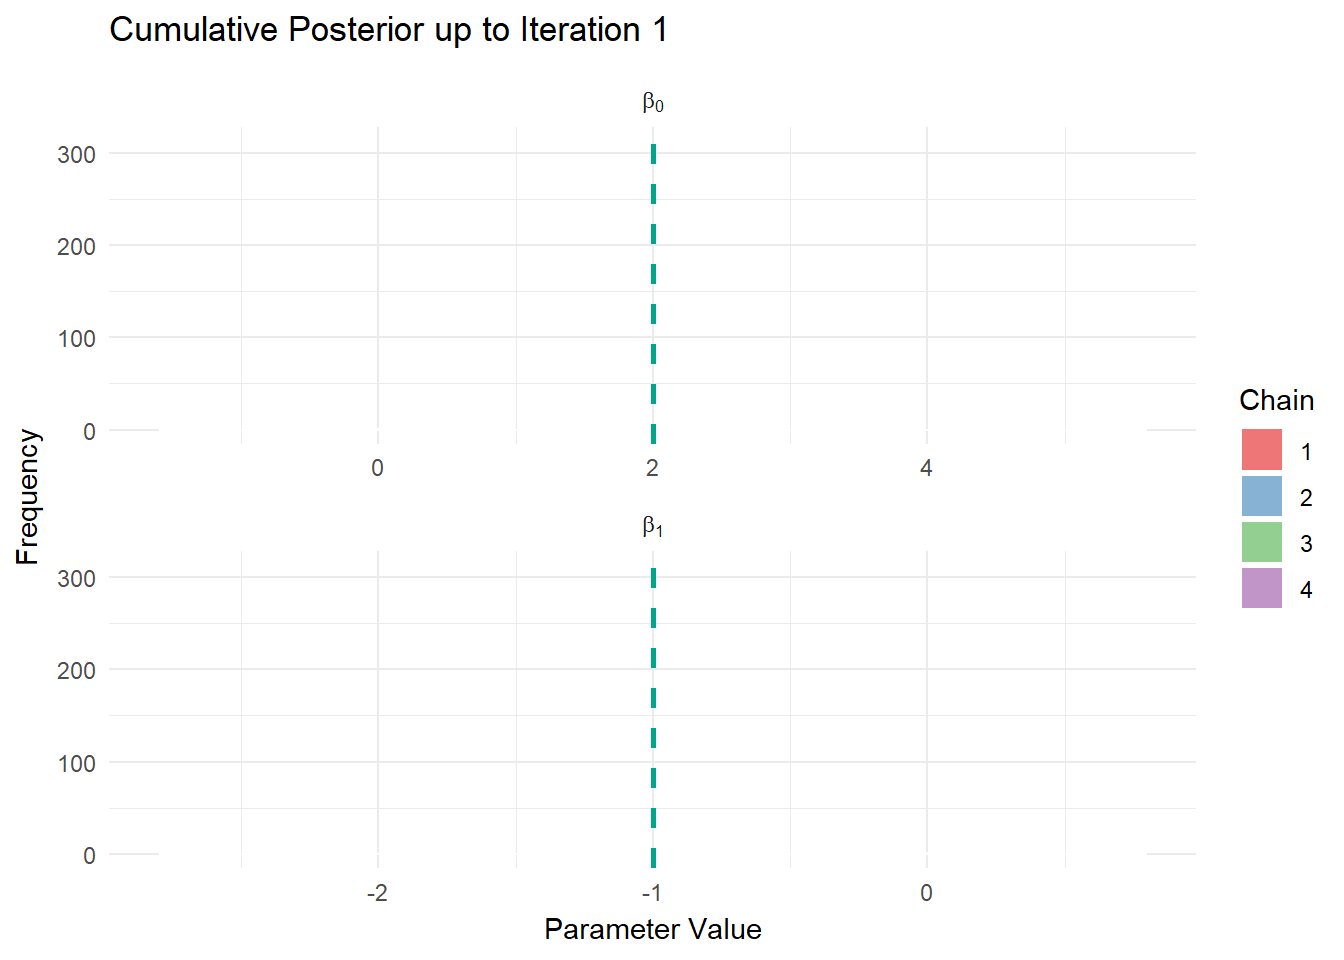 Cumulative Posterior up to Iteration 1
β0
300
200
100
0
0 2 4
β1
300
200
100
0
-2 -1 0
Parameter Value
Frequency
Chain
1
2
3
4